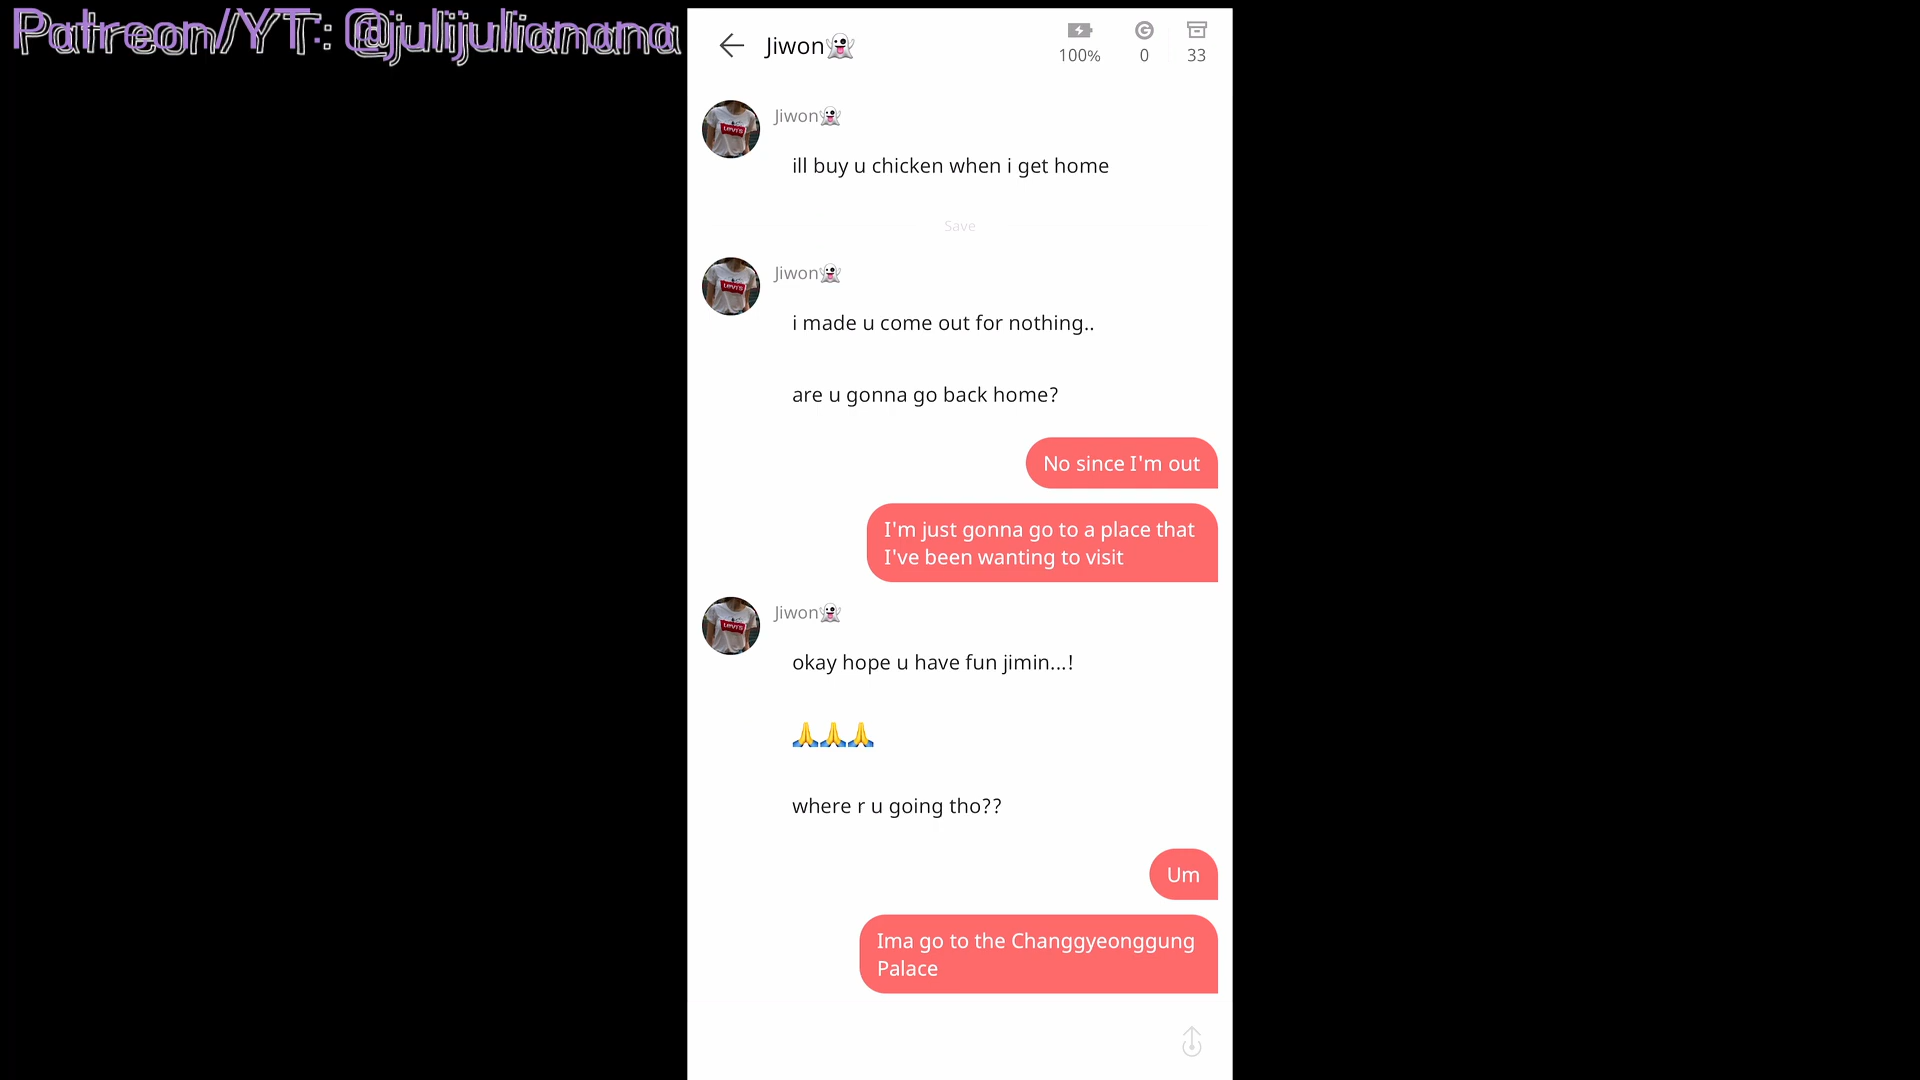 Patreon/YT: @julijulianana
Jiwon👻
100%
0
33
Jiwon👻
ill buy u chicken when i get home
Save
Jiwon👻
i made u come out for nothing..
are u gonna go back home?
No since I'm out
I'm just gonna go to a place that
I've been wanting to visit
Jiwon👻
okay hope u have fun jimin...!
🙏🙏🙏
where r u going tho??
Um
Ima go to the Changgyeonggung
Palace